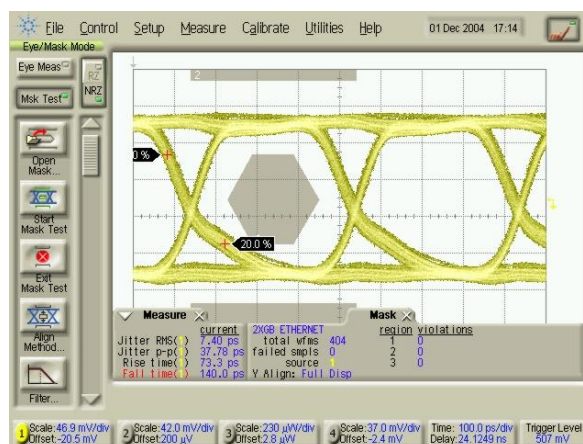 File Control Setup Measure Calibrate Utilities Help 01 Dec 2004 17:14
Eye/Mask Mode
Eye Meas
RZ
Msk Test
NRZ
2
Open Mask...
0 %
Start Mask Test
20.0 %
Exit Mask Test
Align Method...
Filter...
Measure
Mask
current
Jitter RMS(1) 7.40 ps
Jitter p-p(1) 37.78 ps
Rise time(1) 73.3 ps
Fall time(1) 140.0 ps
2XGB ETHERNET
total wfms 404
failed smpls 0
source 1
Y Align: Full Disp
region violations
1 0
2 0
3 0
1 Scale:46.9 mV/div
Offset:-20.5 mV
2 Scale:42.0 mV/div
Offset:200 µV
3 Scale:230 µW/div
Offset:2.8 µW
4 Scale:37.0 mV/div
Offset:-2.4 mV
Time: 100.0 ps/div
Delay:24.1249 ns
Trigger Level
507 mV